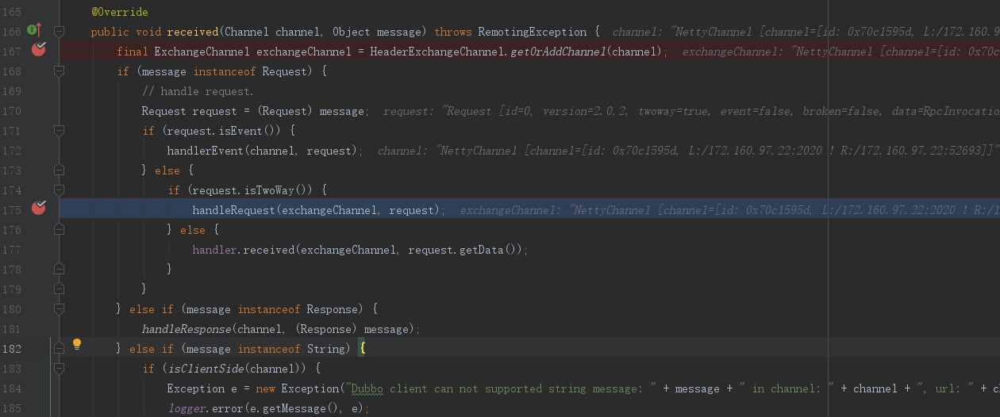 165 @Override
166 public void received(Channel channel, Object message) throws RemotingException { channel: "NettyChannel [channel=[id: 0x70c1595d, L:/172.160.9
167 final ExchangeChannel exchangeChannel = HeaderExchangeChannel.getOrAddChannel(channel); exchangeChannel: "NettyChannel [channel=[id: 0x70c
168 if (message instanceof Request) {
169 // handle request.
170 Request request = (Request) message; request: "Request [id=0, version=2.0.2, twoway=true, event=false, broken=false, data=RpcInvocatio
171 if (request.isEvent()) {
172 handlerEvent(channel, request); channel: "NettyChannel [channel=[id: 0x70c1595d, L:/172.160.97.22:2020 ! R:/172.160.97.22:52693]]"
173 } else {
174 if (request.isTwoWay()) {
175 handleRequest(exchangeChannel, request); exchangeChannel: "NettyChannel [channel=[id: 0x70c1595d, L:/172.160.97.22:2020 ! R:/1
176 } else {
177 handler.received(exchangeChannel, request.getData());
178 }
179 }
180 } else if (message instanceof Response) {
181 handleResponse(channel, (Response) message);
182 } else if (message instanceof String) {
183 if (isClientSide(channel)) {
184 Exception e = new Exception("Dubbo client can not supported string message: " + message + " in channel: " + channel + ", url: " + c
185 logger.error(e.getMessage(), e);